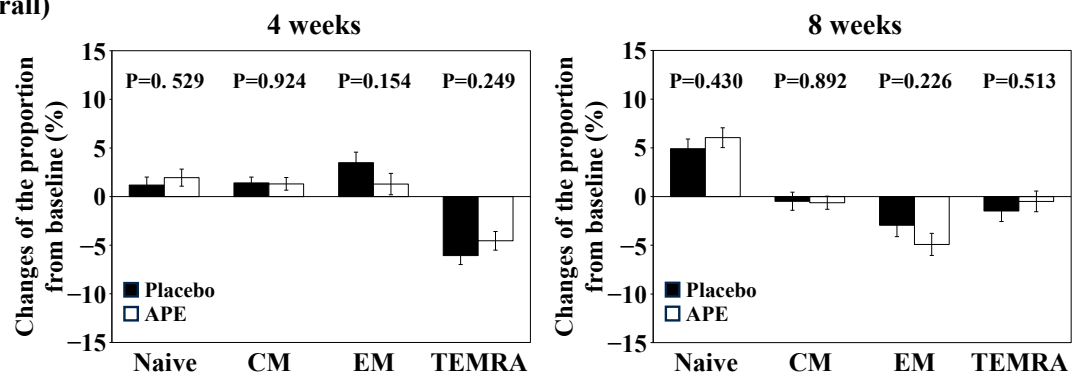 rall)
4 weeks
Changes of the proportion
from baseline (%)
15
10
5
0
−5
−10
−15
P=0. 529 P=0.924 P=0.154 P=0.249
Placebo
APE
Naive CM EM TEMRA
8 weeks
Changes of the proportion
from baseline (%)
15
10
5
0
−5
−10
−15
P=0.430 P=0.892 P=0.226 P=0.513
Placebo
APE
Naive CM EM TEMRA